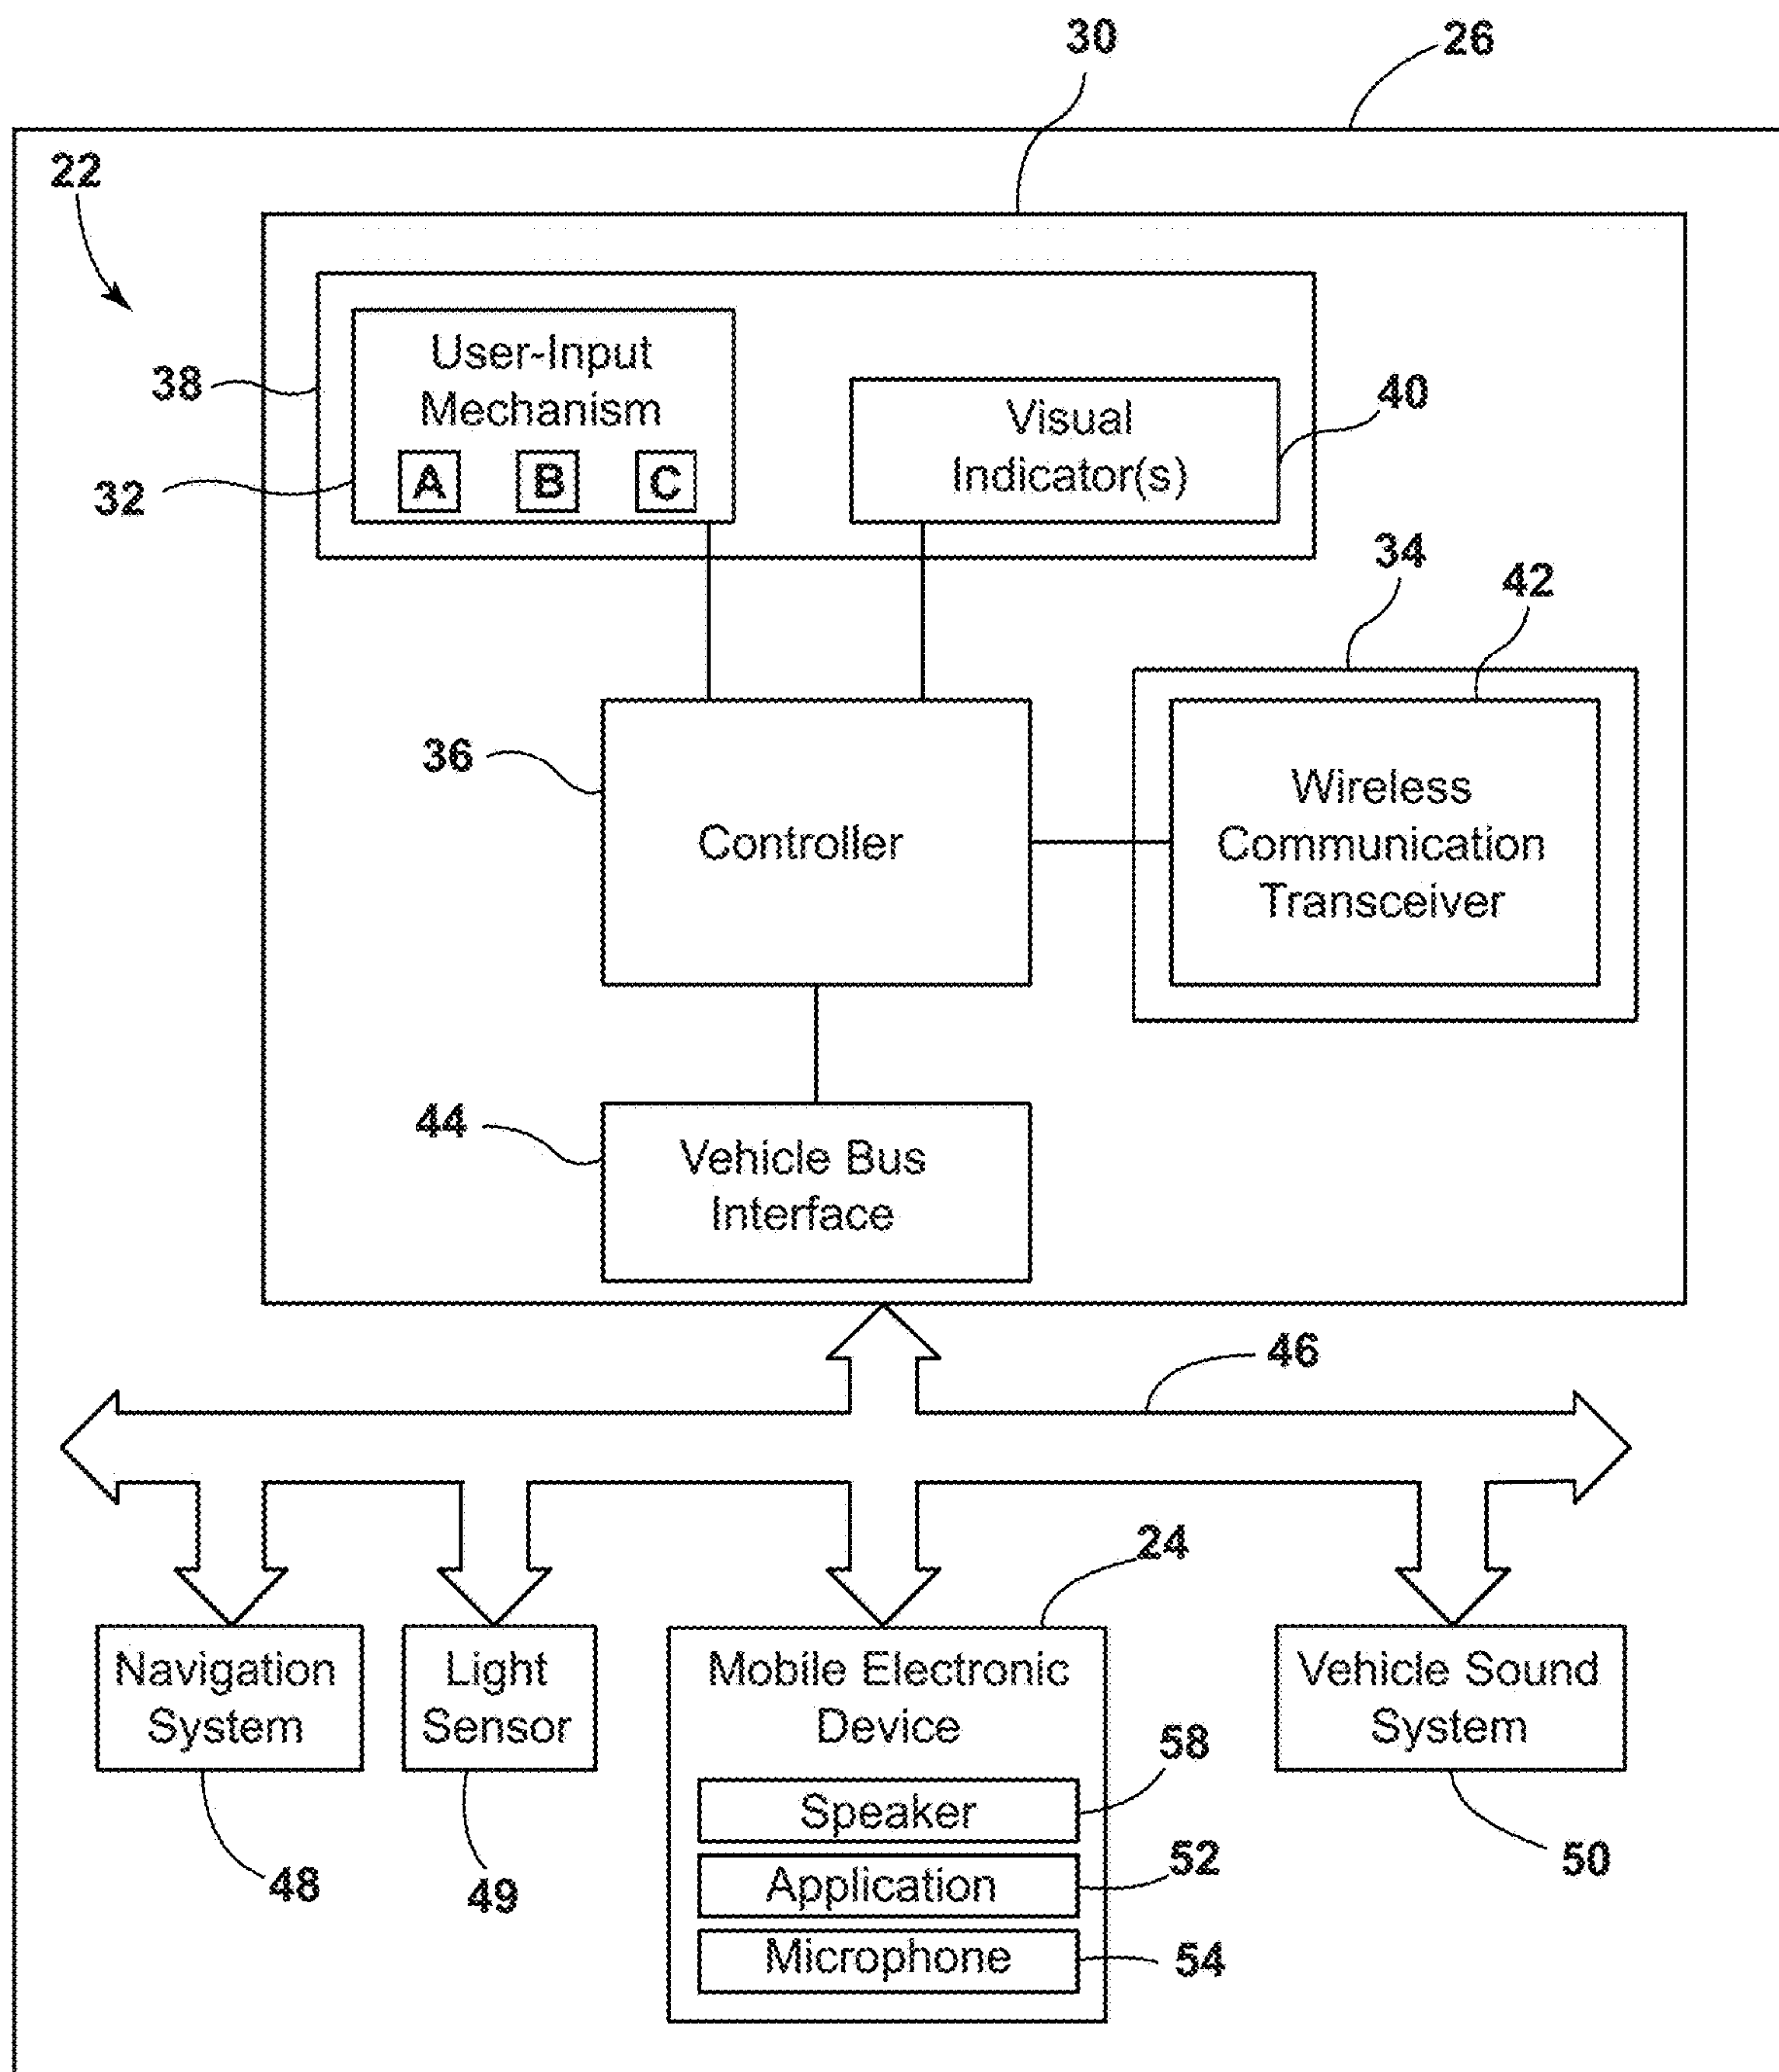 30
26
22
38
User-Input
Mechanism
A B C
32
Visual
Indicator(s)
40
34
42
36
Controller
Wireless
Communication
Transceiver
44
Vehicle Bus
Interface
46
24
Navigation
System
Light
Sensor
Mobile Electronic
Device
Vehicle Sound
System
58
Speaker
52
Application
54
Microphone
48
49
50